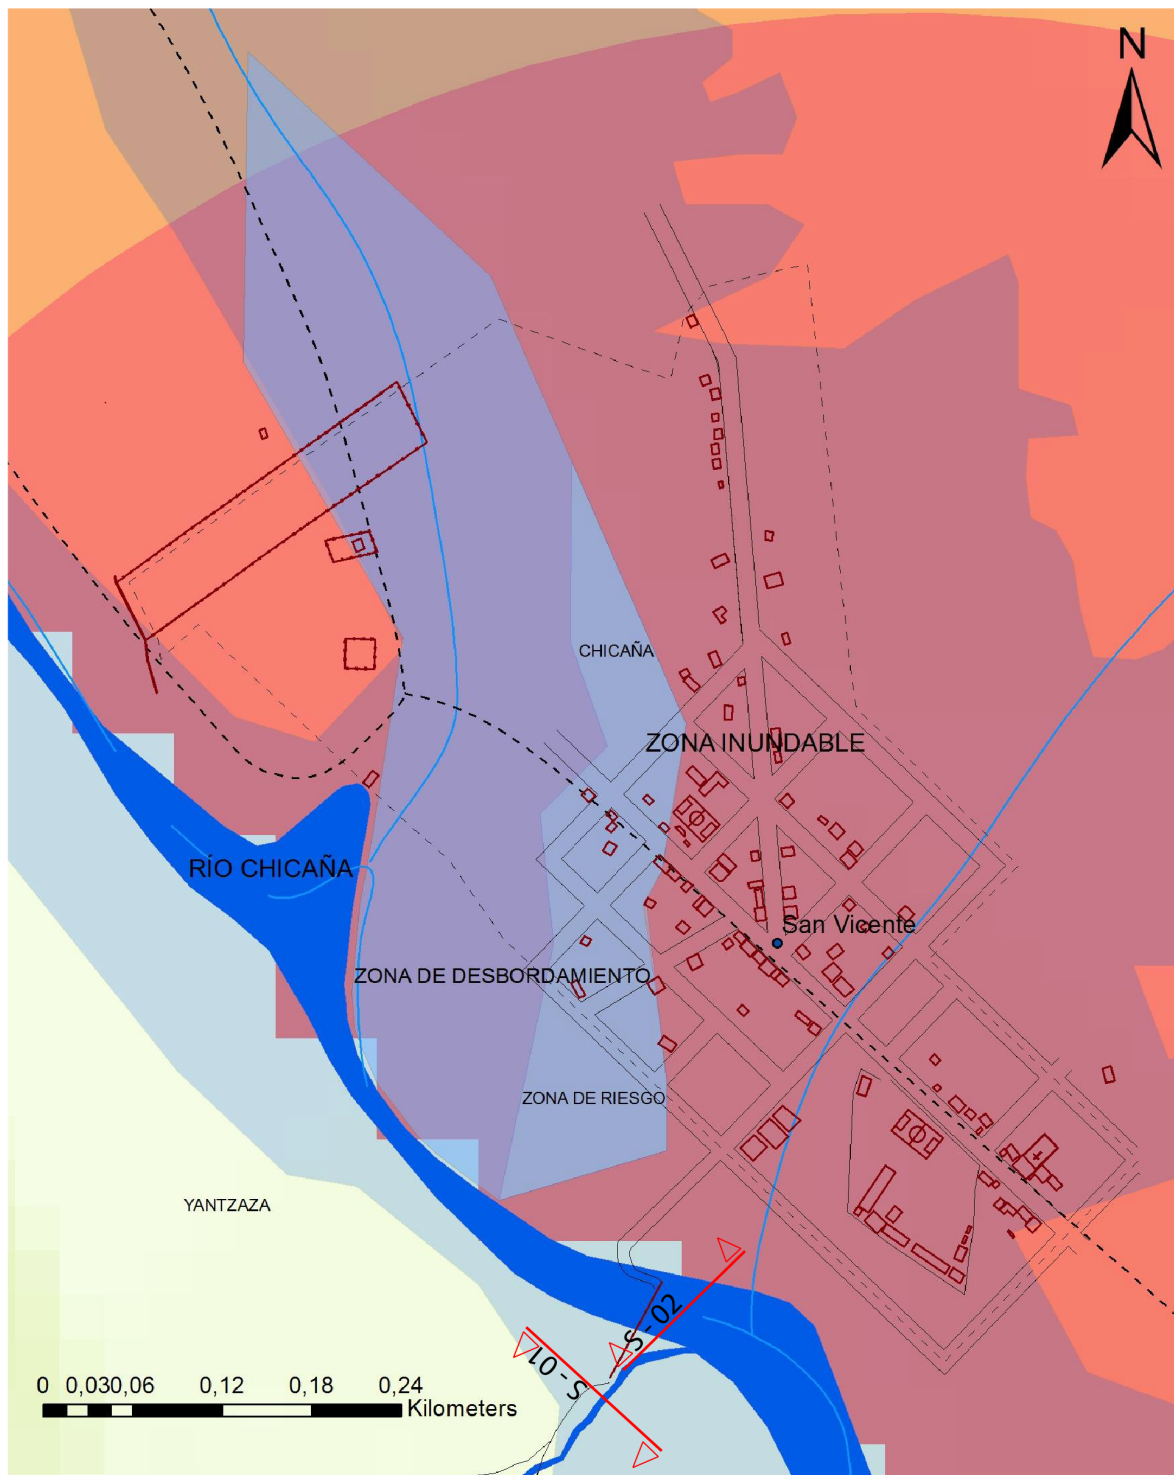 N
CHICAÑA
ZONA INUNDABLE
RÍO CHICAÑA
San Vicente
ZONA DE DESBORDAMIENTO
ZONA DE RIESGO
YANTZAZA
S-02
S-01
0 0,030,06 0,12 0,18 0,24
Kilometers